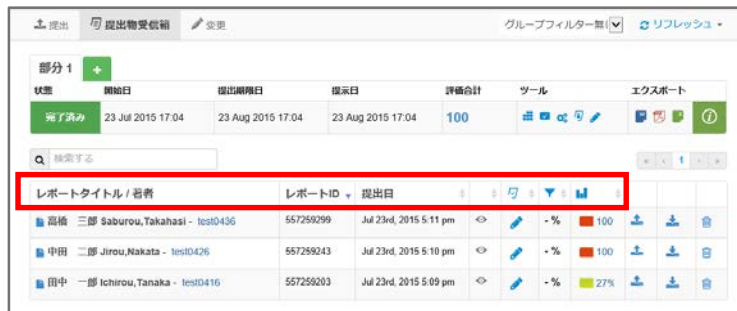 提出 提出物受信箱 変更 グループフィルター無し リフレッシュ
部分 1 +
状態 開始日 提出期限日 提示日 評価合計 ツール エクスポート
完了済み 23 Jul 2015 17:04 23 Aug 2015 17:04 23 Aug 2015 17:04 100
検索する 1
レポートタイトル / 著者 レポートID 提出日
高橋 三郎 Saburou,Takahasi - test0436 557259299 Jul 23rd, 2015 5:11 pm - % 100
中田 二郎 Jirou,Nakata - test0426 557259243 Jul 23rd, 2015 5:10 pm - % 100
田中 一郎 Ichirou,Tanaka - test0416 557259203 Jul 23rd, 2015 5:09 pm - % 27%